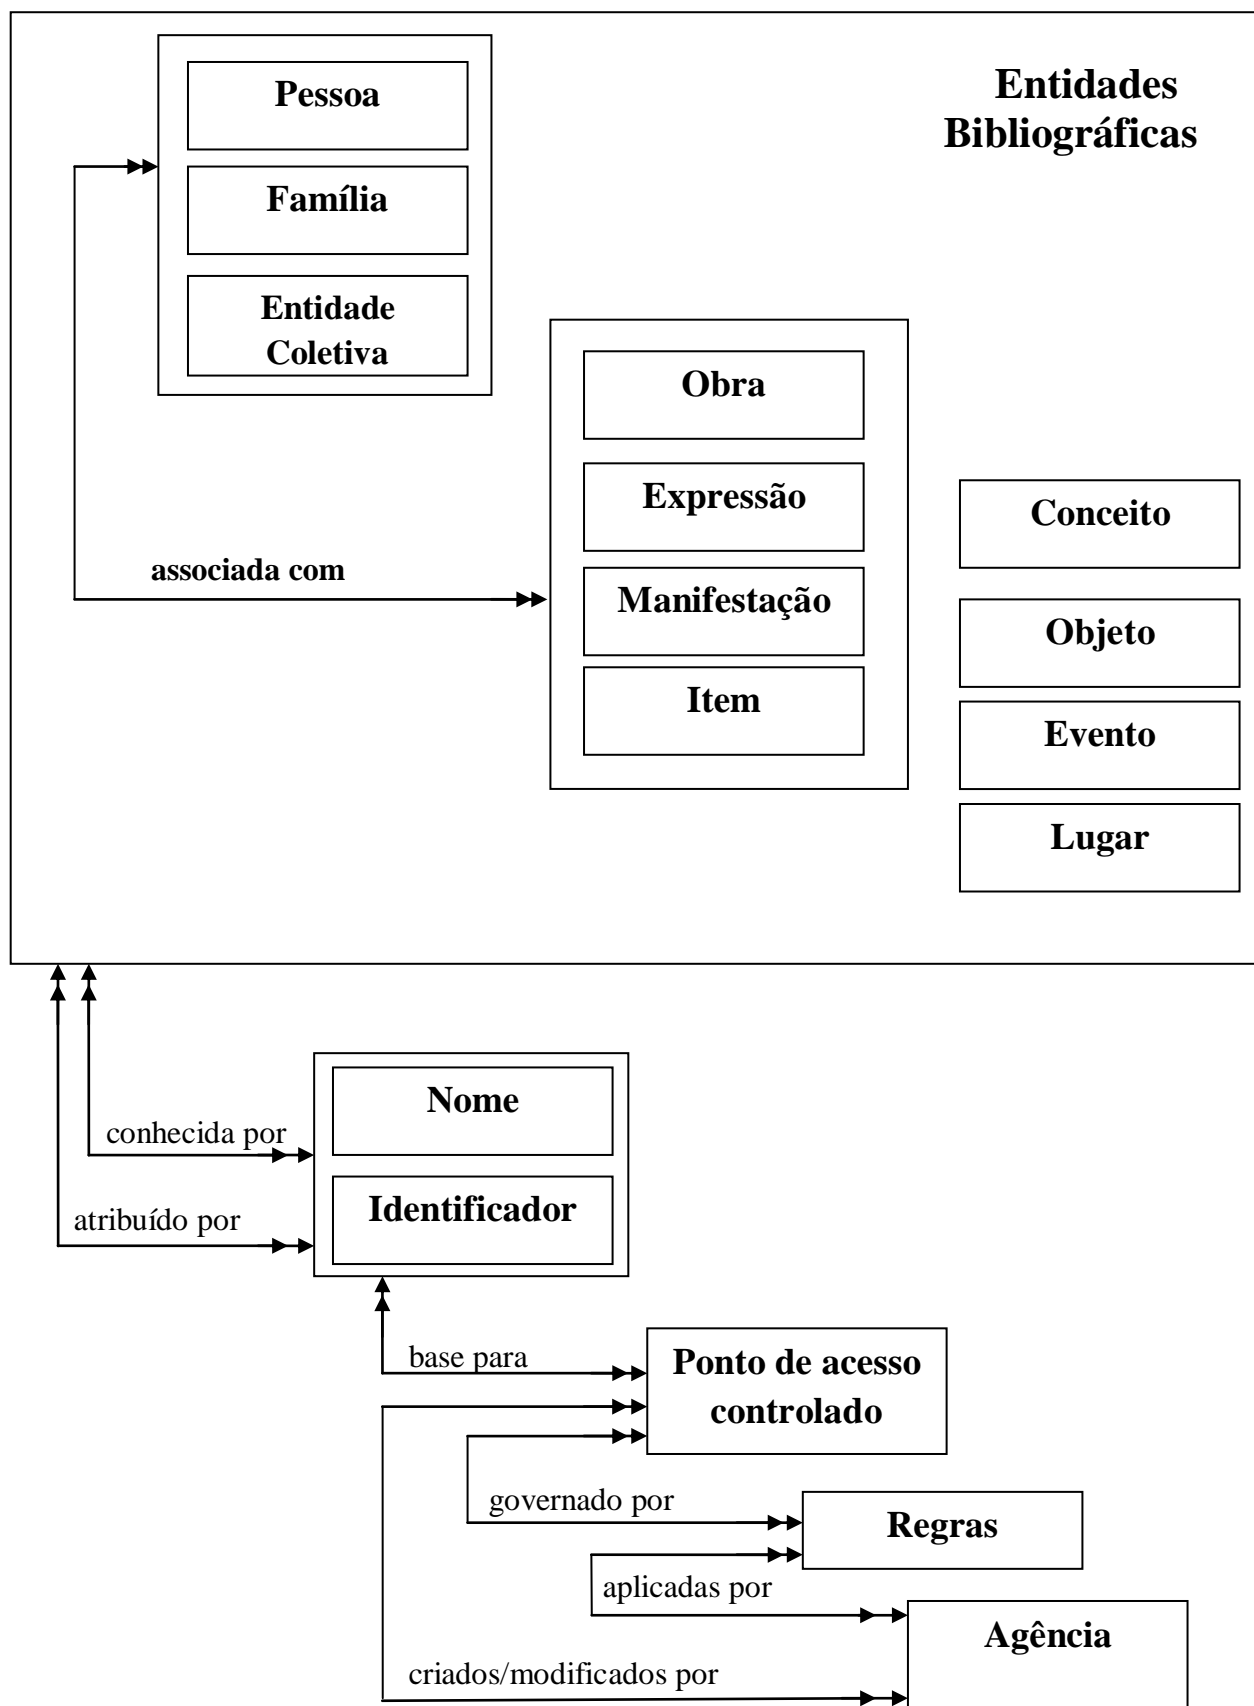 Entidades
Bibliográficas
Pessoa
Família
Entidade
Coletiva
Obra
Expressão
Manifestação
Item
Conceito
Objeto
Evento
Lugar
associada com
Nome
conhecida por
Identificador
atribuído por
base para
Ponto de acesso
controlado
governado por
Regras
aplicadas por
Agência
criados/modificados por